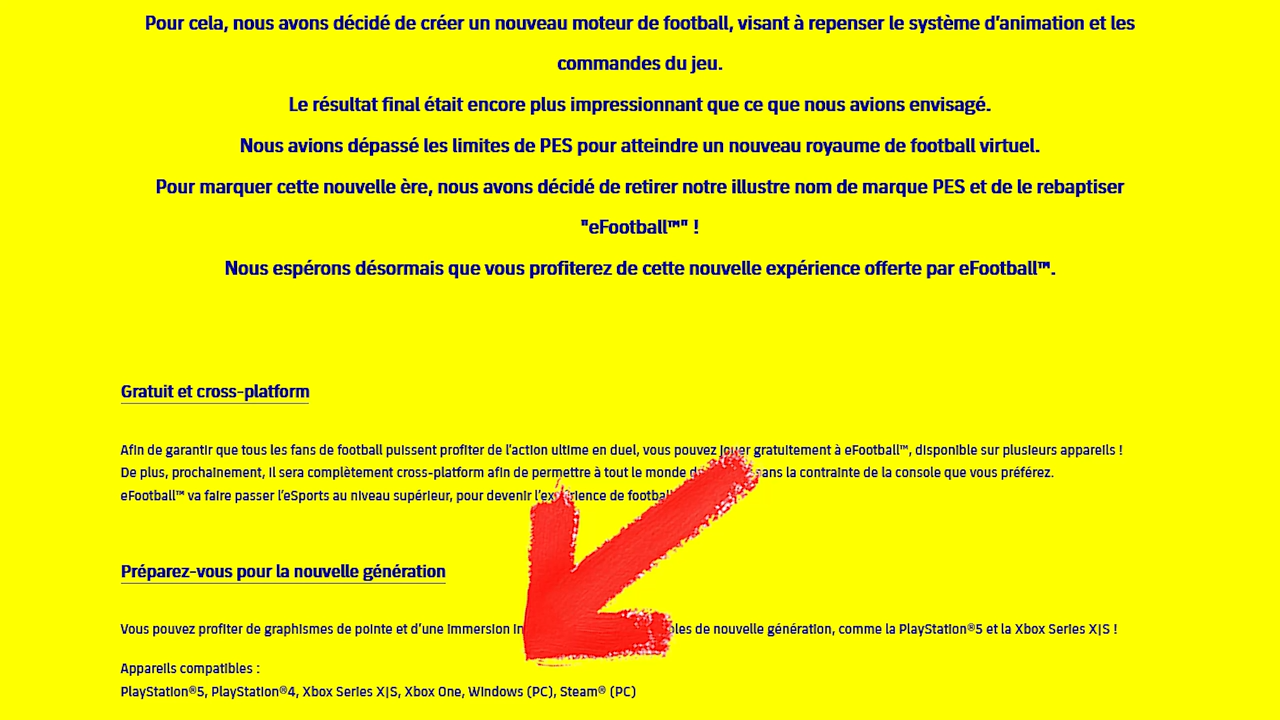 Pour cela, nous avons décidé de créer un nouveau moteur de football, visant à repenser le système d'animation et les
commandes du jeu.
Le résultat final était encore plus impressionnant que ce que nous avions envisagé.
Nous avions dépassé les limites de PES pour atteindre un nouveau royaume de football virtuel.
Pour marquer cette nouvelle ère, nous avons décidé de retirer notre illustre nom de marque PES et de le rebaptiser
"eFootball™" !
Nous espérons désormais que vous profiterez de cette nouvelle expérience offerte par eFootball™.
Gratuit et cross-platform
Afin de garantir que tous les fans de football puissent profiter de l'action ultime en duel, vous pouvez jouer gratuitement à eFootball™, disponible sur plusieurs appareils !
De plus, prochainement, il sera complètement cross-platform afin de permettre à tout le monde sans la contrainte de la console que vous préférez.
eFootball™ va faire passer l'eSports au niveau supérieur, pour devenir l'expérience de football
Préparez-vous pour la nouvelle génération
Vous pouvez profiter de graphismes de pointe et d'une immersion de nouvelle génération, comme la PlayStation®5 et la Xbox Series X|S !
Appareils compatibles :
PlayStation®5, PlayStation®4, Xbox Series X|S, Xbox One, Windows (PC), Steam® (PC)